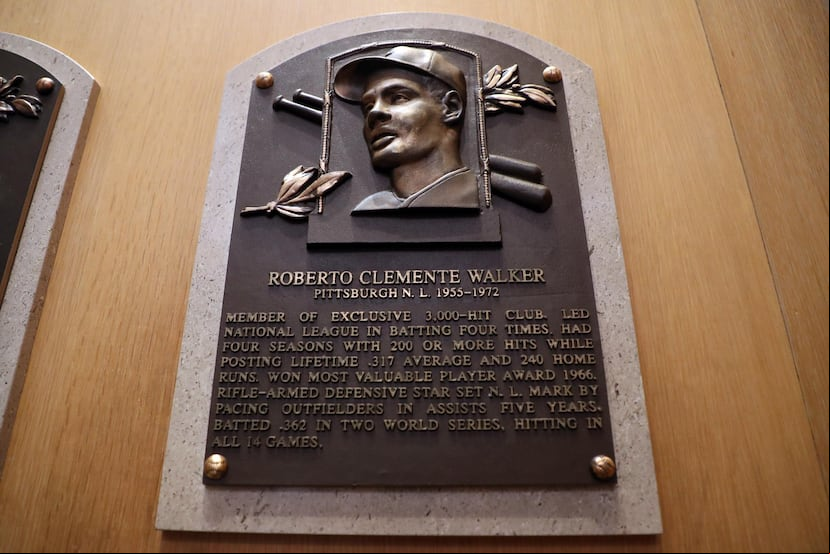 ROBERTO CLEMENTE WALKER
PITTSBURGH N. L. 1955-1972
MEMBER OF EXCLUSIVE 3,000-HIT CLUB. LED
NATIONAL LEAGUE IN BATTING FOUR TIMES. HAD
FOUR SEASONS WITH 200 OR MORE HITS WHILE
POSTING LIFETIME .317 AVERAGE AND 240 HOME
RUNS. WON MOST VALUABLE PLAYER AWARD 1966.
RIFLE-ARMED DEFENSIVE STAR SET N. L. MARK BY
PACING OUTFIELDERS IN ASSISTS FIVE YEARS.
BATTED .362 IN TWO WORLD SERIES, HITTING IN
ALL 14 GAMES.